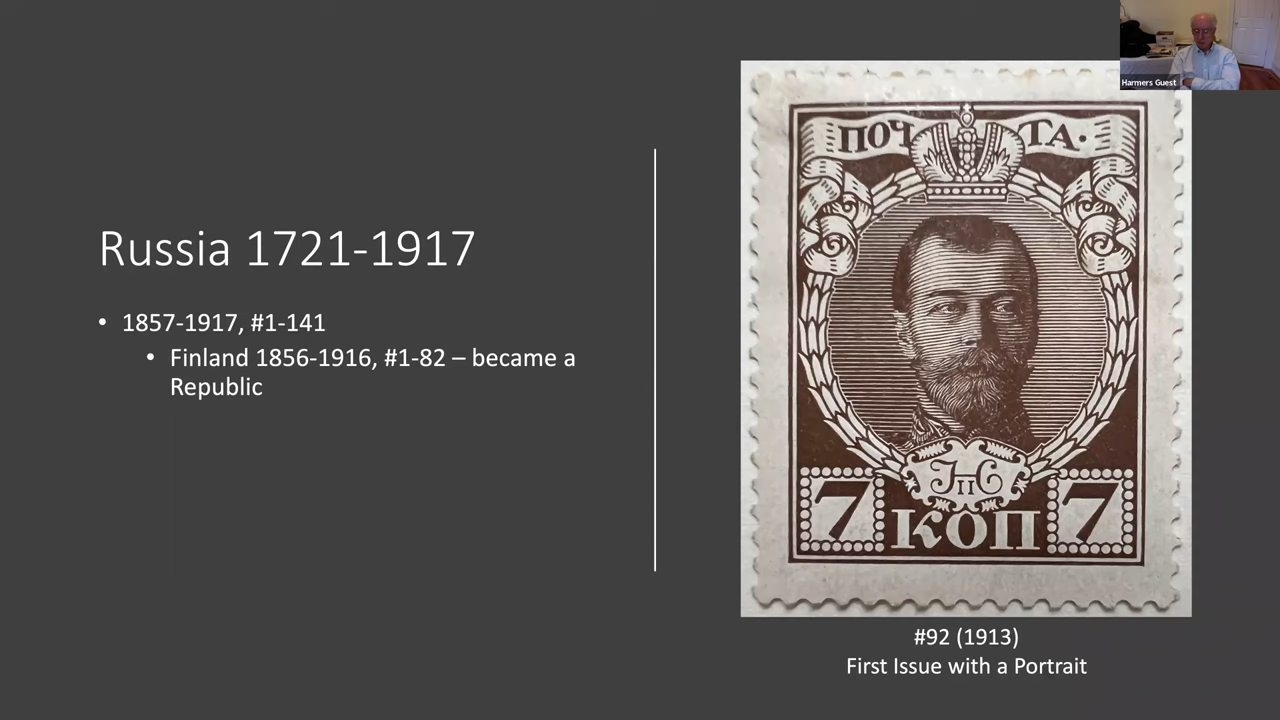 Russia 1721-1917
• 1857-1917, #1-141
• Finland 1856-1916, #1-82 – became a
Republic
Harmers Guest
ПОЧТА·
7 КОП 7
#92 (1913)
First Issue with a Portrait